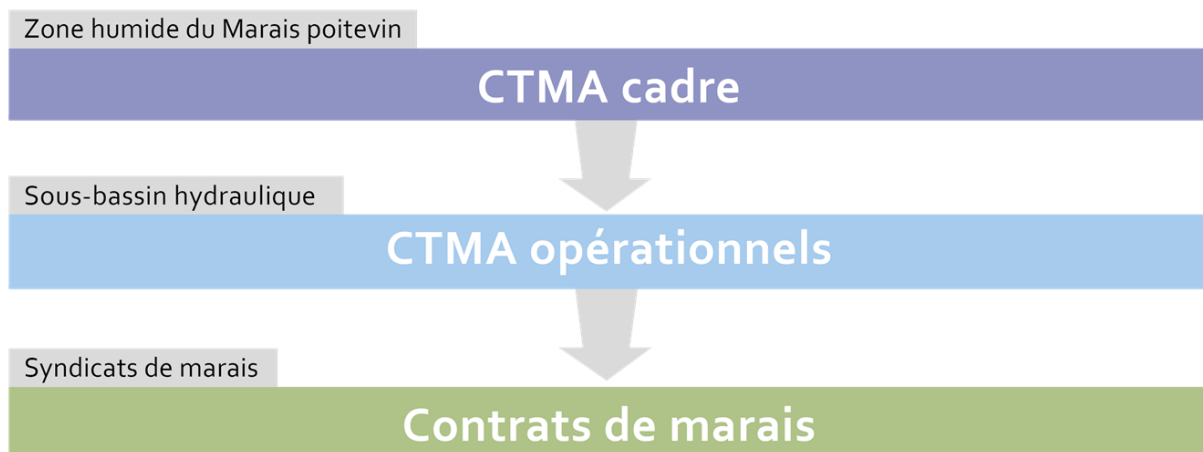 Zone humide du Marais poitevin
CTMA cadre
Sous-bassin hydraulique
CTMA opérationnels
Syndicats de marais
Contrats de marais